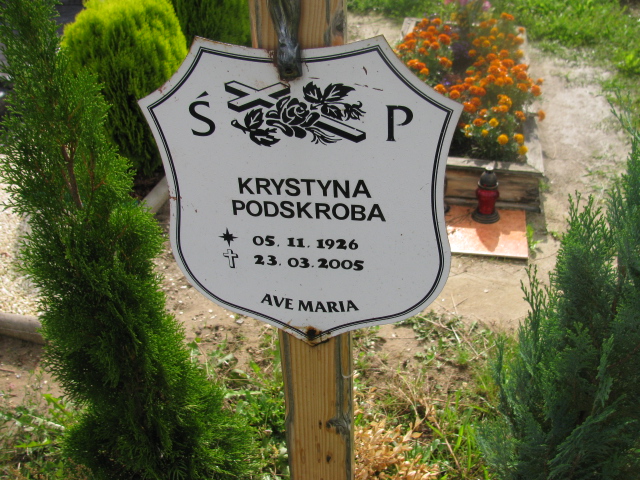 Ś P
KRYSTYNA
PODSKROBA
05. 11. 1926
23. 03. 2005
AVE MARIA